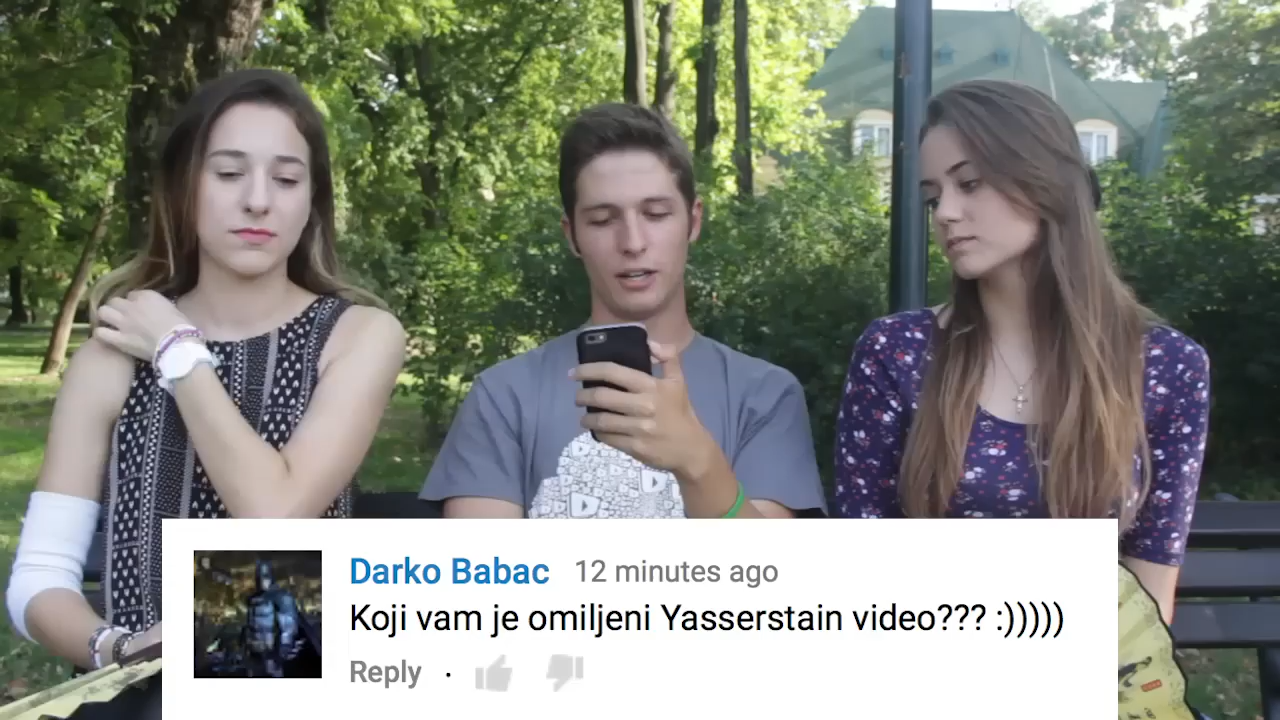 Darko Babac 12 minutes ago
Koji vam je omiljeni Yasserstain video??? :)))))
Reply ·